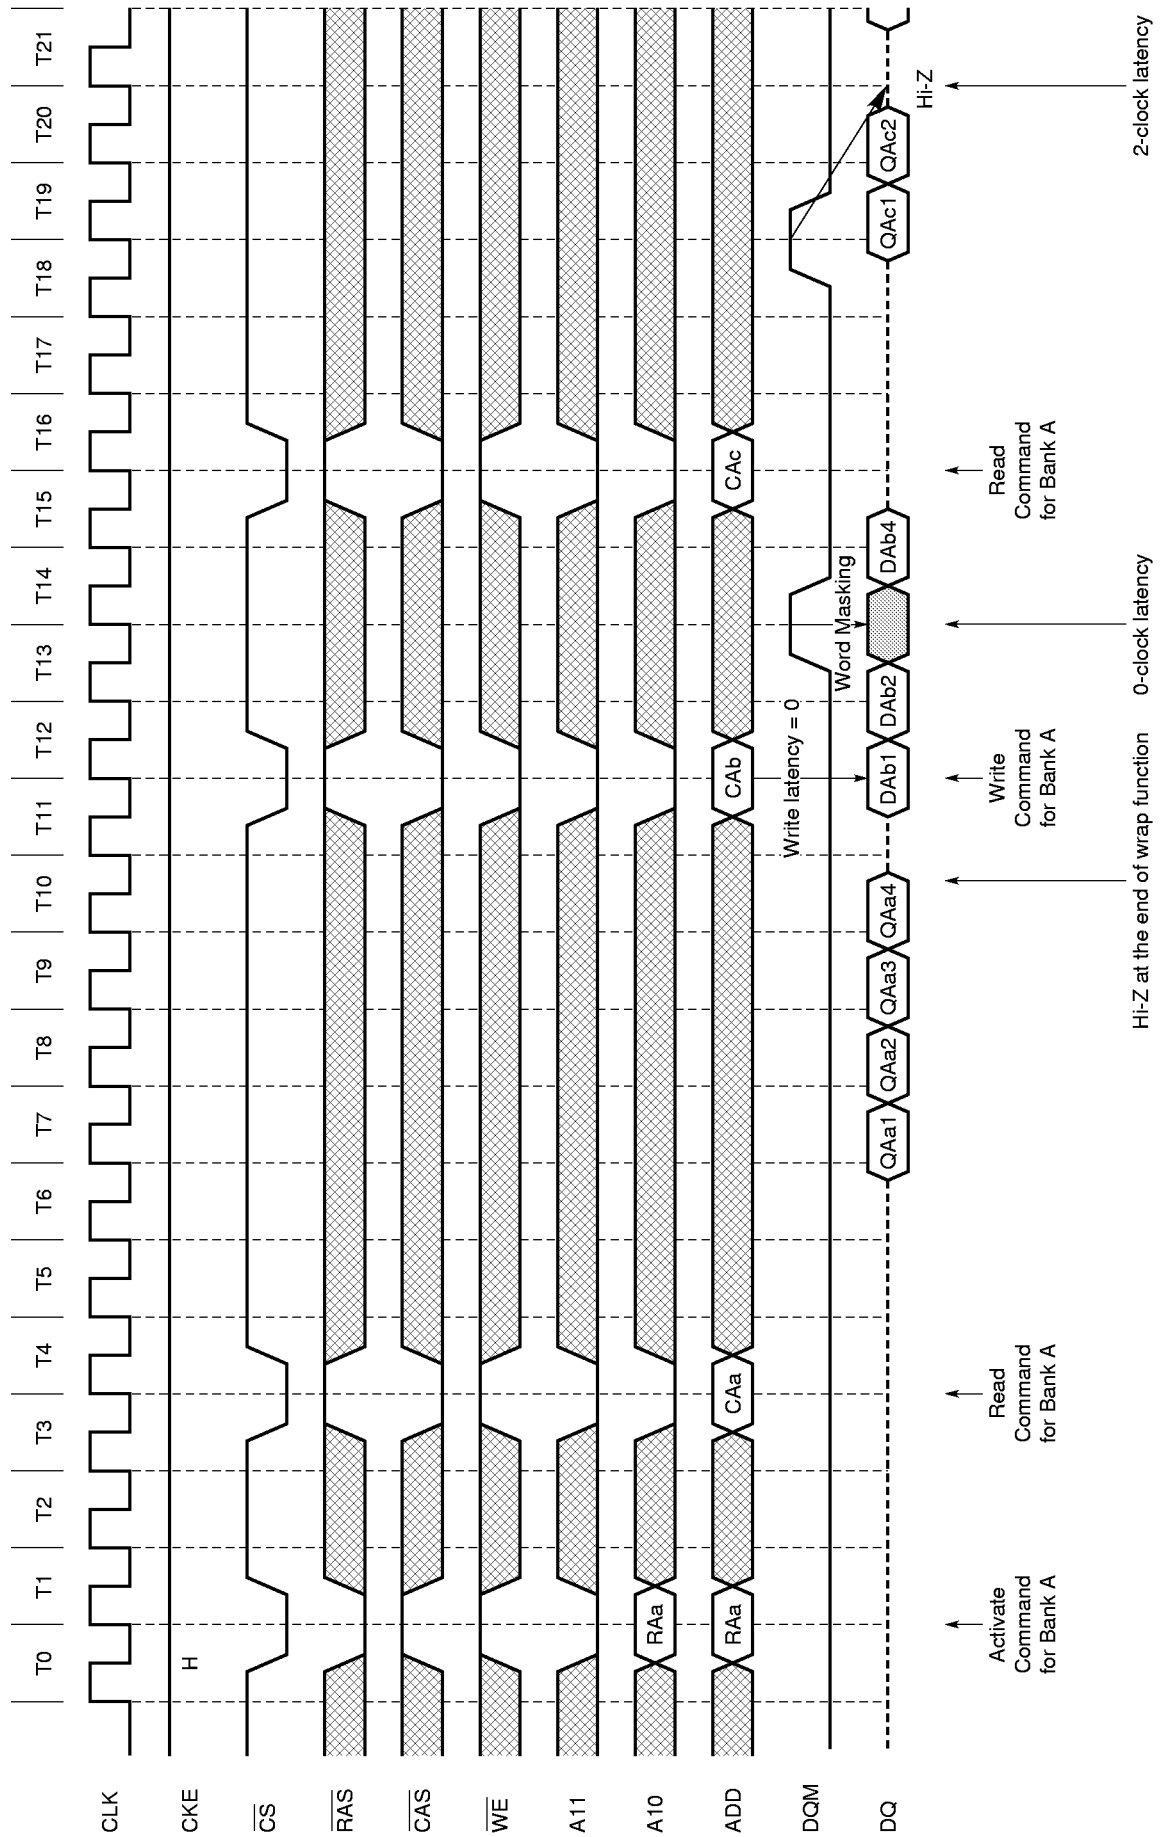 T0 T1 T2 T3 T4 T5 T6 T7 T8 T9 T10 T11 T12 T13 T14 T15 T16 T17 T18 T19 T20 T21
CLK
CKE H
CS
RAS
CAS
WE
A11
A10 RAa
ADD RAa CAa CAb CAc
Write latency = 0
DQM
Word Masking
DQ QAa1 QAa2 QAa3 QAa4 DAb1 DAb2 DAb4 QAc1 QAc2
Hi-Z
Activate
Command
for Bank A
Read
Command
for Bank A
Write
Command
for Bank A
Read
Command
for Bank A
Hi-Z at the end of wrap function
0-clock latency
2-clock latency